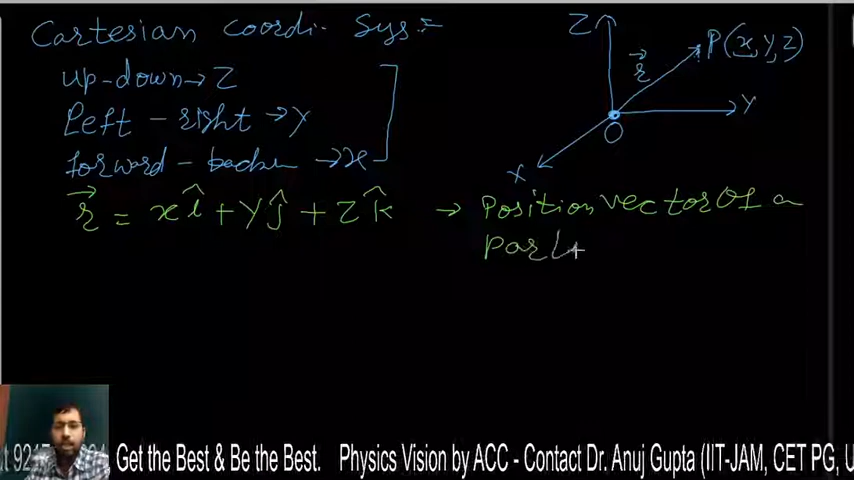 Cartesian coordi. Sys:-
Z
P(x,y,z)
r
up-down → Z
Y
left - right → Y
O
forward - backw → x
X
r = xî + yĵ + zk̂ → Position vector Of a
Part
, Get the Best & Be the Best. Physics Vision by ACC - Contact Dr. Anuj Gupta (IIT-JAM, CET PG, U